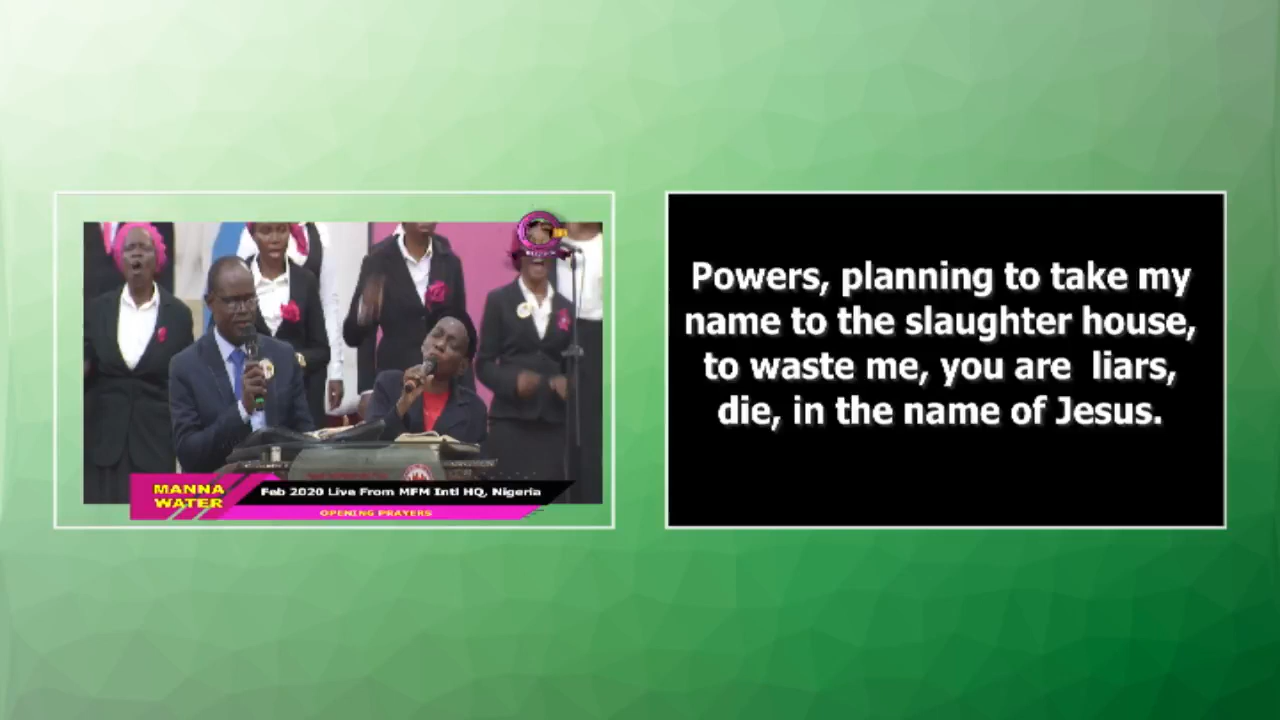 MANNA
WATER
Feb 2020 Live From MFM Intl HQ, Nigeria
OPENING PRAYERS
Powers, planning to take my
name to the slaughter house,
to waste me, you are liars,
die, in the name of Jesus.